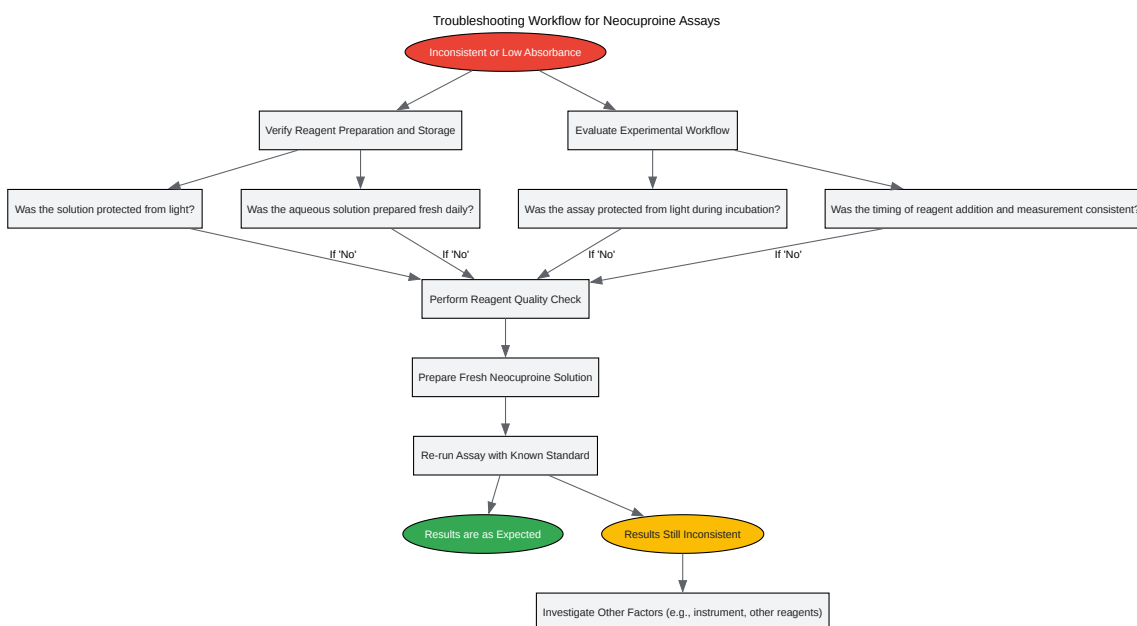 Troubleshooting Workflow for Neocuproine Assays
Inconsistent or Low Absorbance
Verify Reagent Preparation and Storage
Evaluate Experimental Workflow
Was the solution protected from light?
Was the aqueous solution prepared fresh daily?
Was the assay protected from light during incubation?
Was the timing of reagent addition and measurement consistent?
If 'No'
If 'No'
If 'No'
If 'No'
Perform Reagent Quality Check
Prepare Fresh Neocuproine Solution
Re-run Assay with Known Standard
Results are as Expected
Results Still Inconsistent
Investigate Other Factors (e.g., instrument, other reagents)